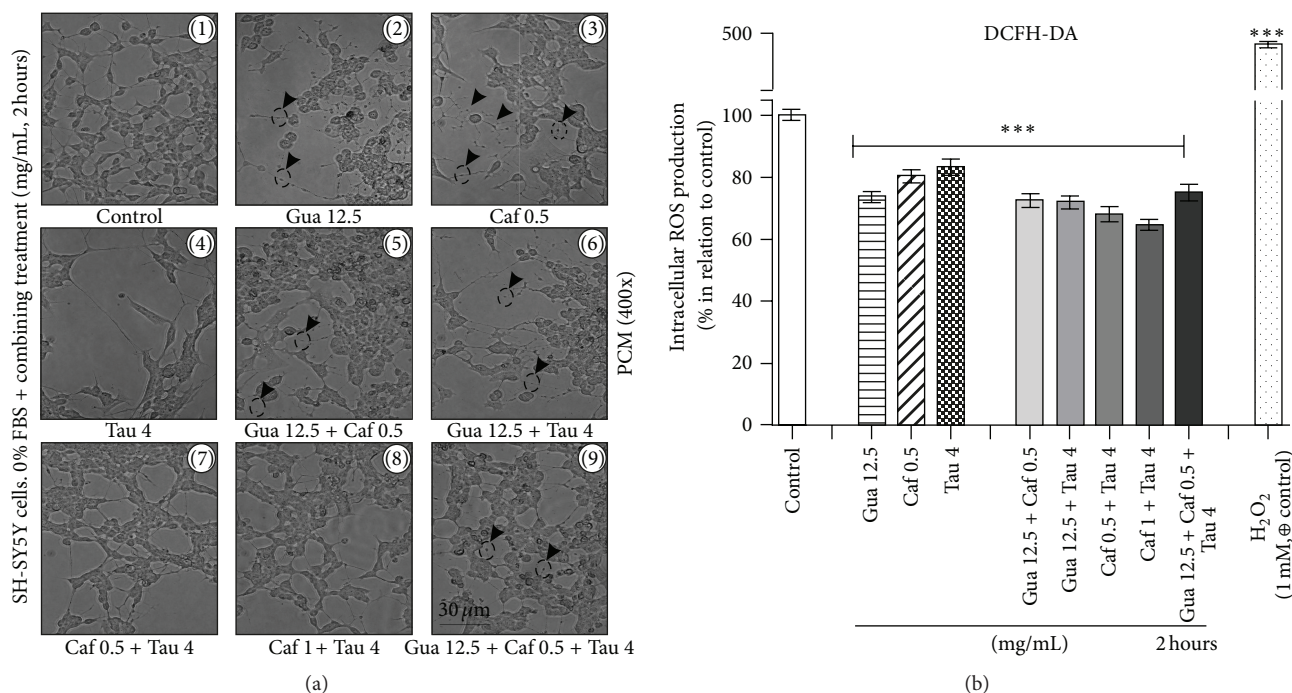 SH-SY5Y cells. 0% FBS + combining treatment (mg/mL, 2 hours)
(1)
(2)
(3)
Control
Gua 12.5
Caf 0.5
(4)
(5)
(6)
Tau 4
Gua 12.5 + Caf 0.5
Gua 12.5 + Tau 4
(7)
(8)
(9)
30 μm
Caf 0.5 + Tau 4
Caf 1 + Tau 4
Gua 12.5 + Caf 0.5 + Tau 4
PCM (400x)
(a)
DCFH-DA
Intracellular ROS production
(% in relation to control)
500
100
80
60
40
20
0
***
***
Control
Gua 12.5
Caf 0.5
Tau 4
Gua 12.5 + Caf 0.5
Gua 12.5 + Tau 4
Caf 0.5 + Tau 4
Caf 1 + Tau 4
Gua 12.5 + Caf 0.5 +
Tau 4
H₂O₂
(1 mM, ⊕ control)
(mg/mL)
2 hours
(b)